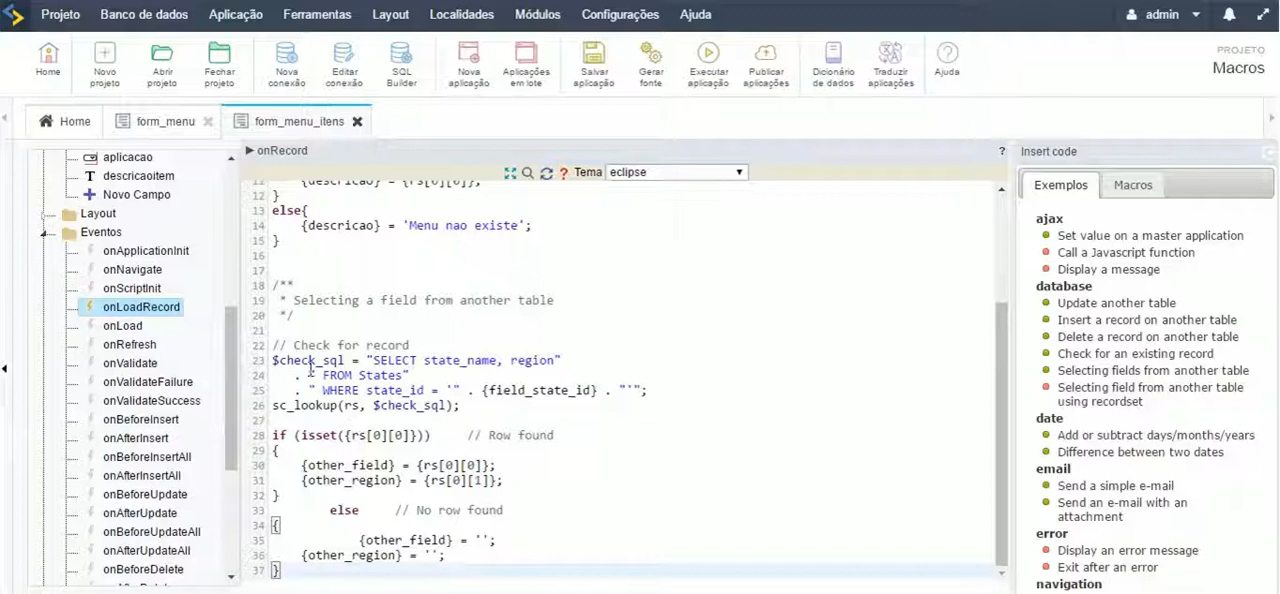 Projeto Banco de dados Aplicação Ferramentas Layout Localidades Módulos Configurações Ajuda admin
Home
Novo projeto
Abrir projeto
Fechar projeto
Nova conexão
Editar conexão
SQL Builder
Nova aplicação
Aplicações em lote
Salvar aplicação
Gerar fonte
Executar aplicação
Publicar aplicações
Dicionário de dados
Traduzir aplicações
Ajuda
PROJETO
Macros
Home form_menu form_menu_itens
aplicacao
descricaoitem
Novo Campo
Layout
Eventos
onApplicationInit
onNavigate
onScriptInit
onLoadRecord
onLoad
onRefresh
onValidate
onValidateFailure
onValidateSuccess
onBeforeInsert
onAfterInsert
onBeforeInsertAll
onAfterInsertAll
onBeforeUpdate
onAfterUpdate
onBeforeUpdateAll
onAfterUpdateAll
onBeforeDelete
onRecord ?
? Tema eclipse
11 {descricao} = {rs[0][0]};
12 }
13 else{
14 {descricao} = 'Menu nao existe';
15 }
16
17
18 /**
19 * Selecting a field from another table
20 */
21
22 // Check for record
23 $check_sql = "SELECT state_name, region"
24 . " FROM States"
25 . " WHERE state_id = '" . {field_state_id} . "'";
26 sc_lookup(rs, $check_sql);
27
28 if (isset({rs[0][0]})) // Row found
29 {
30 {other_field} = {rs[0][0]};
31 {other_region} = {rs[0][1]};
32 }
33 else // No row found
34 {
35 {other_field} = '';
36 {other_region} = '';
37 }
Insert code
Exemplos Macros
ajax
Set value on a master application
Call a Javascript function
Display a message
database
Update another table
Insert a record on another table
Delete a record on another table
Check for an existing record
Selecting fields from another table
Selecting field from another table
using recordset
date
Add or subtract days/months/years
Difference between two dates
email
Send a simple e-mail
Send an e-mail with an
attachment
error
Display an error message
Exit after an error
navigation